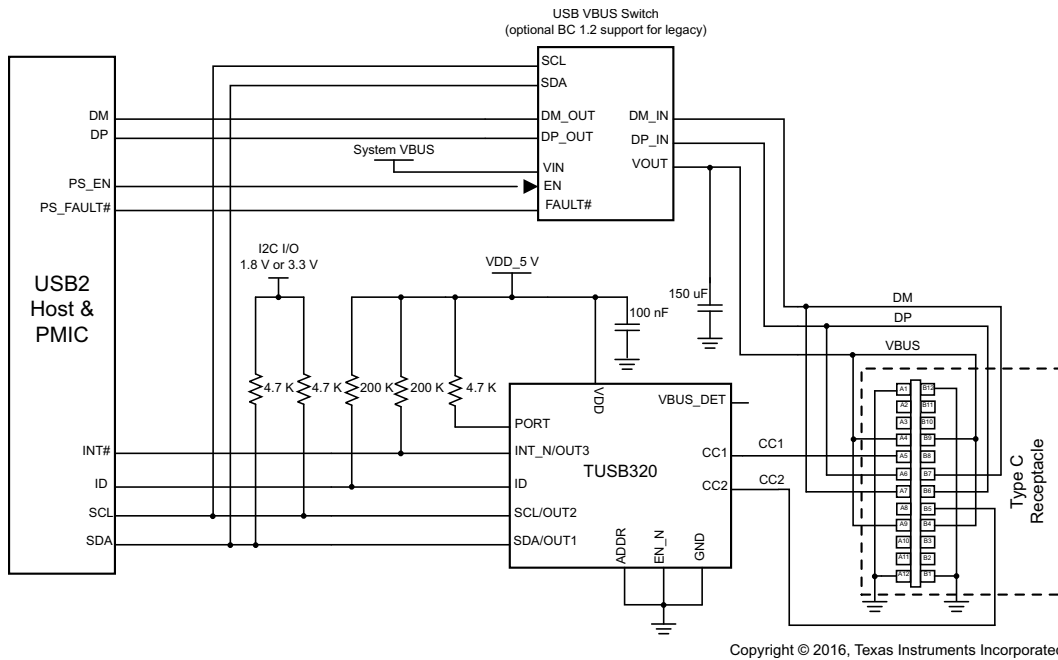 USB VBUS Switch
(optional BC 1.2 support for legacy)
SCL
SDA
DM
DP
DM_OUT
DP_OUT
DM_IN
DP_IN
VOUT
System VBUS
VIN
EN
FAULT#
PS_EN
PS_FAULT#
USB2
Host &
PMIC
I2C I/O
1.8 V or 3.3 V
VDD_5 V
100 nF
150 uF
DM
DP
VBUS
4.7 K
4.7 K
200 K
200 K
4.7 K
VDD
VBUS_DET
PORT
INT_N/OUT3
ID
SCL/OUT2
SDA/OUT1
TUSB320
CC1
CC2
ADDR
EN_N
GND
INT#
ID
SCL
SDA
CC1
CC2
A1 B12
A2 B11
A3 B10
A4 B9
A5 B8
A6 B7
A7 B6
A8 B5
A9 B4
A10 B3
A11 B2
A12 B1
Type C
Receptacle
Copyright © 2016, Texas Instruments Incorporated